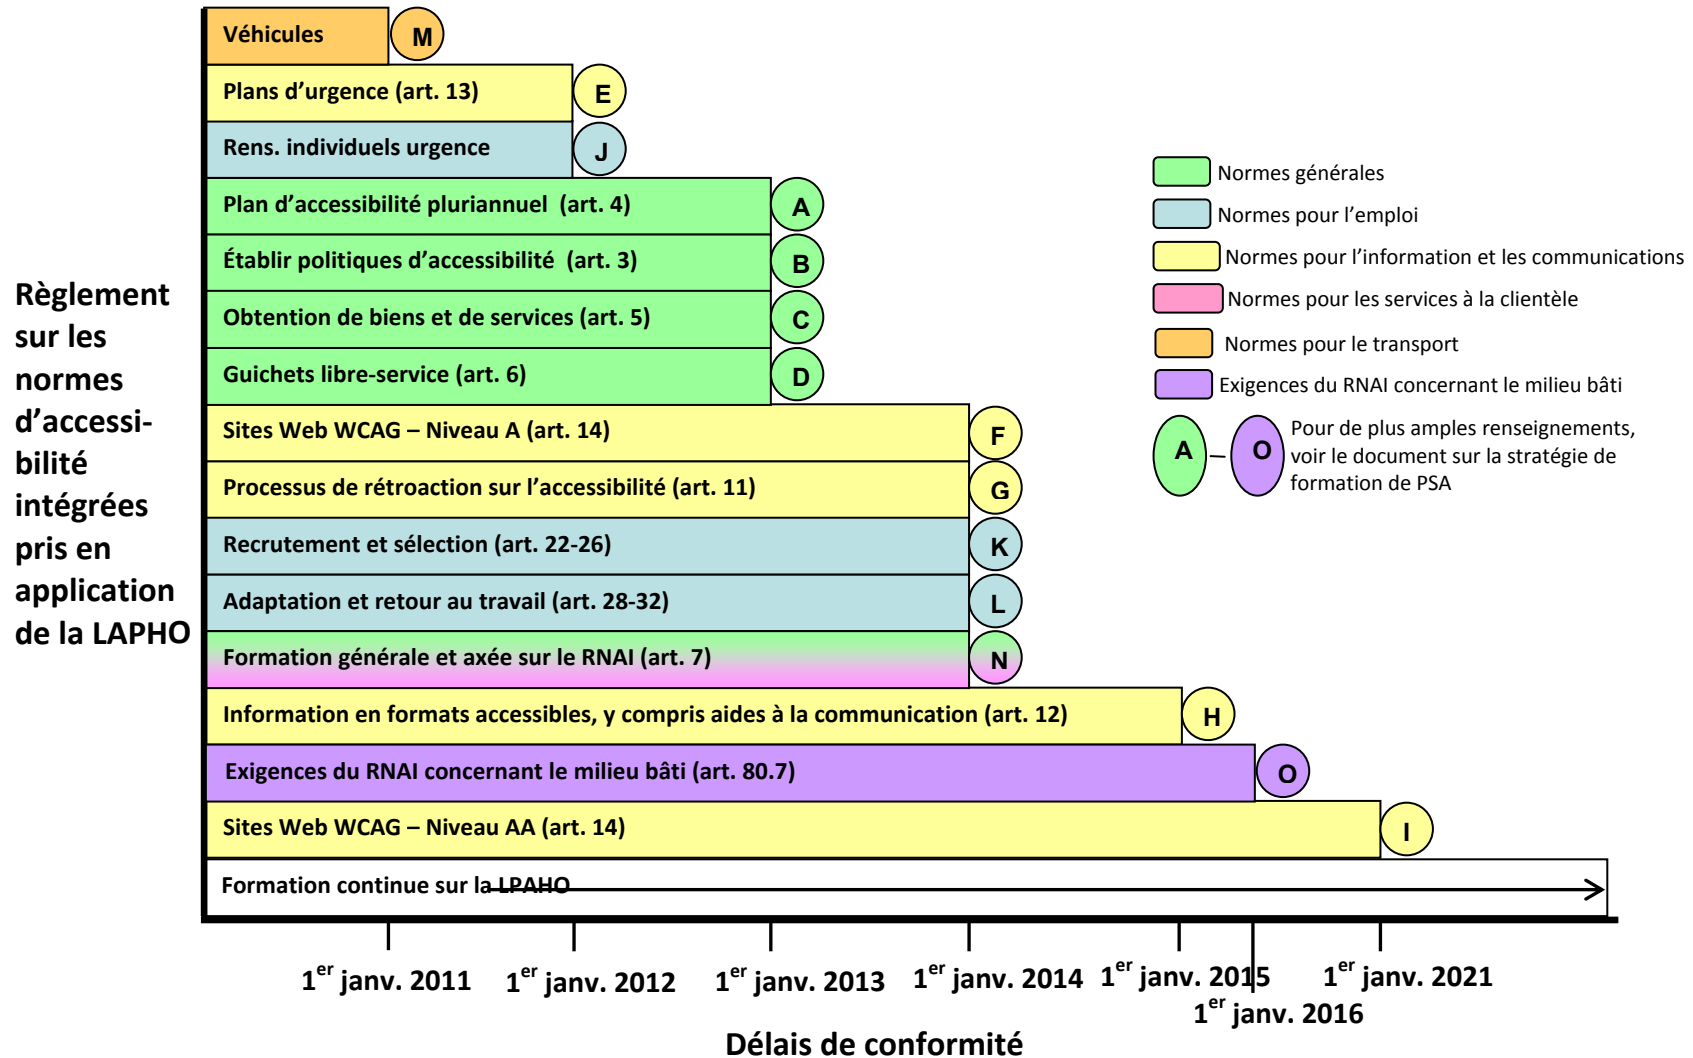 Véhicules
M
Plans d'urgence (art. 13)
E
Rens. individuels urgence
J
Plan d'accessibilité pluriannuel (art. 4)
A
Établir politiques d'accessibilité (art. 3)
B
Obtention de biens et de services (art. 5)
C
Guichets libre-service (art. 6)
D
Sites Web WCAG – Niveau A (art. 14)
F
Processus de rétroaction sur l'accessibilité (art. 11)
G
Recrutement et sélection (art. 22-26)
K
Adaptation et retour au travail (art. 28-32)
L
Formation générale et axée sur le RNAI (art. 7)
N
Information en formats accessibles, y compris aides à la communication (art. 12)
H
Exigences du RNAI concernant le milieu bâti (art. 80.7)
O
Sites Web WCAG – Niveau AA (art. 14)
I
Formation continue sur la LPAHO
Règlement
sur les
normes
d'accessi-
bilité
intégrées
pris en
application
de la LAPHO
Normes générales
Normes pour l'emploi
Normes pour l'information et les communications
Normes pour les services à la clientèle
Normes pour le transport
Exigences du RNAI concernant le milieu bâti
A – O
Pour de plus amples renseignements,
voir le document sur la stratégie de
formation de PSA
1er janv. 2011
1er janv. 2012
1er janv. 2013
1er janv. 2014
1er janv. 2015
1er janv. 2021
1er janv. 2016
Délais de conformité